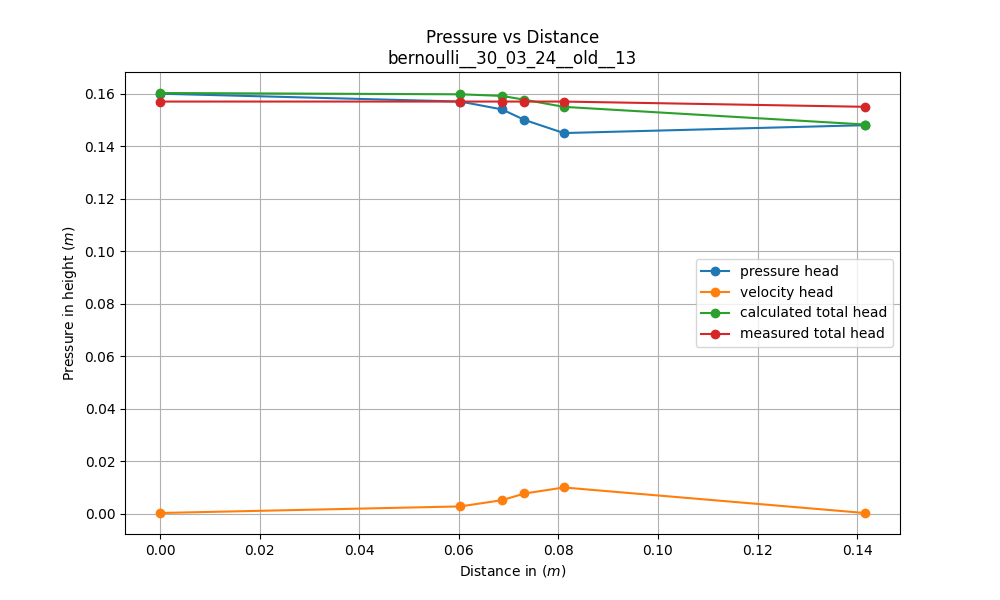 Pressure vs Distance
bernoulli__30_03_24__old__13
Pressure in height (m)
0.16
0.14
0.12
0.10
0.08
0.06
0.04
0.02
0.00
pressure head
velocity head
calculated total head
measured total head
0.00 0.02 0.04 0.06 0.08 0.10 0.12 0.14
Distance in (m)